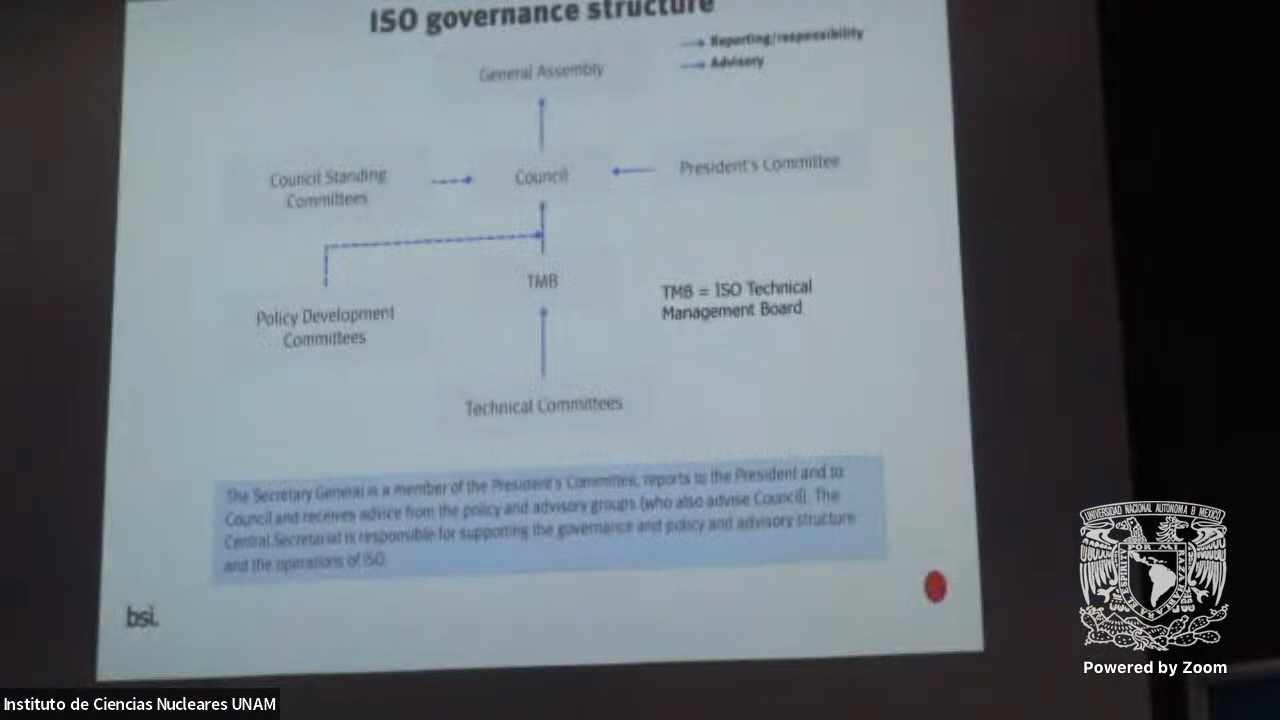 ISO governance structure
Reporting/responsibility
Advisory
General Assembly
Council Standing
Committees
Council
President's Committee
TMB
TMB = ISO Technical
Management Board
Policy Development
Committees
Technical Committees
The Secretary General is a member of the President's Committee, reports to the President and to
Council and receives advice from the policy and advisory groups (who also advise Council). The
Central Secretariat is responsible for supporting the governance and policy and advisory structure
and the operations of ISO
bsi.
UNIVERSIDAD NACIONAL AUTONOMA D MEXICO
Powered by Zoom
Instituto de Ciencias Nucleares UNAM